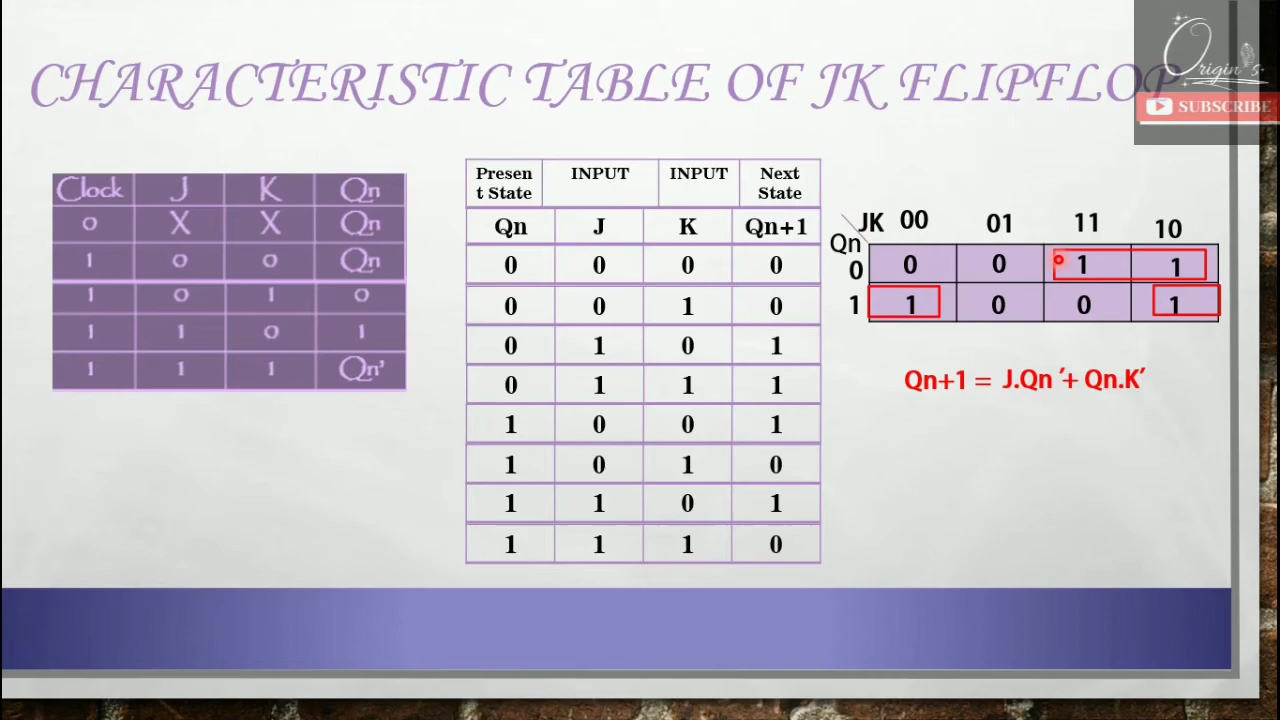 CHARACTERISTIC TABLE OF JK FLIPFLOP
Origin's
SUBSCRIBE
Clock J K Qn
0 X X Qn
1 0 0 Qn
1 0 1 0
1 1 0 1
1 1 1 Qn'
Presen
t State INPUT INPUT Next
State
Qn J K Qn+1
0 0 0 0
0 0 1 0
0 1 0 1
0 1 1 1
1 0 0 1
1 0 1 0
1 1 0 1
1 1 1 0
JK 00 01 11 10
Qn
0 0 0 1 1
1 1 0 0 1
Qn+1 = J.Qn ′+ Qn.K′